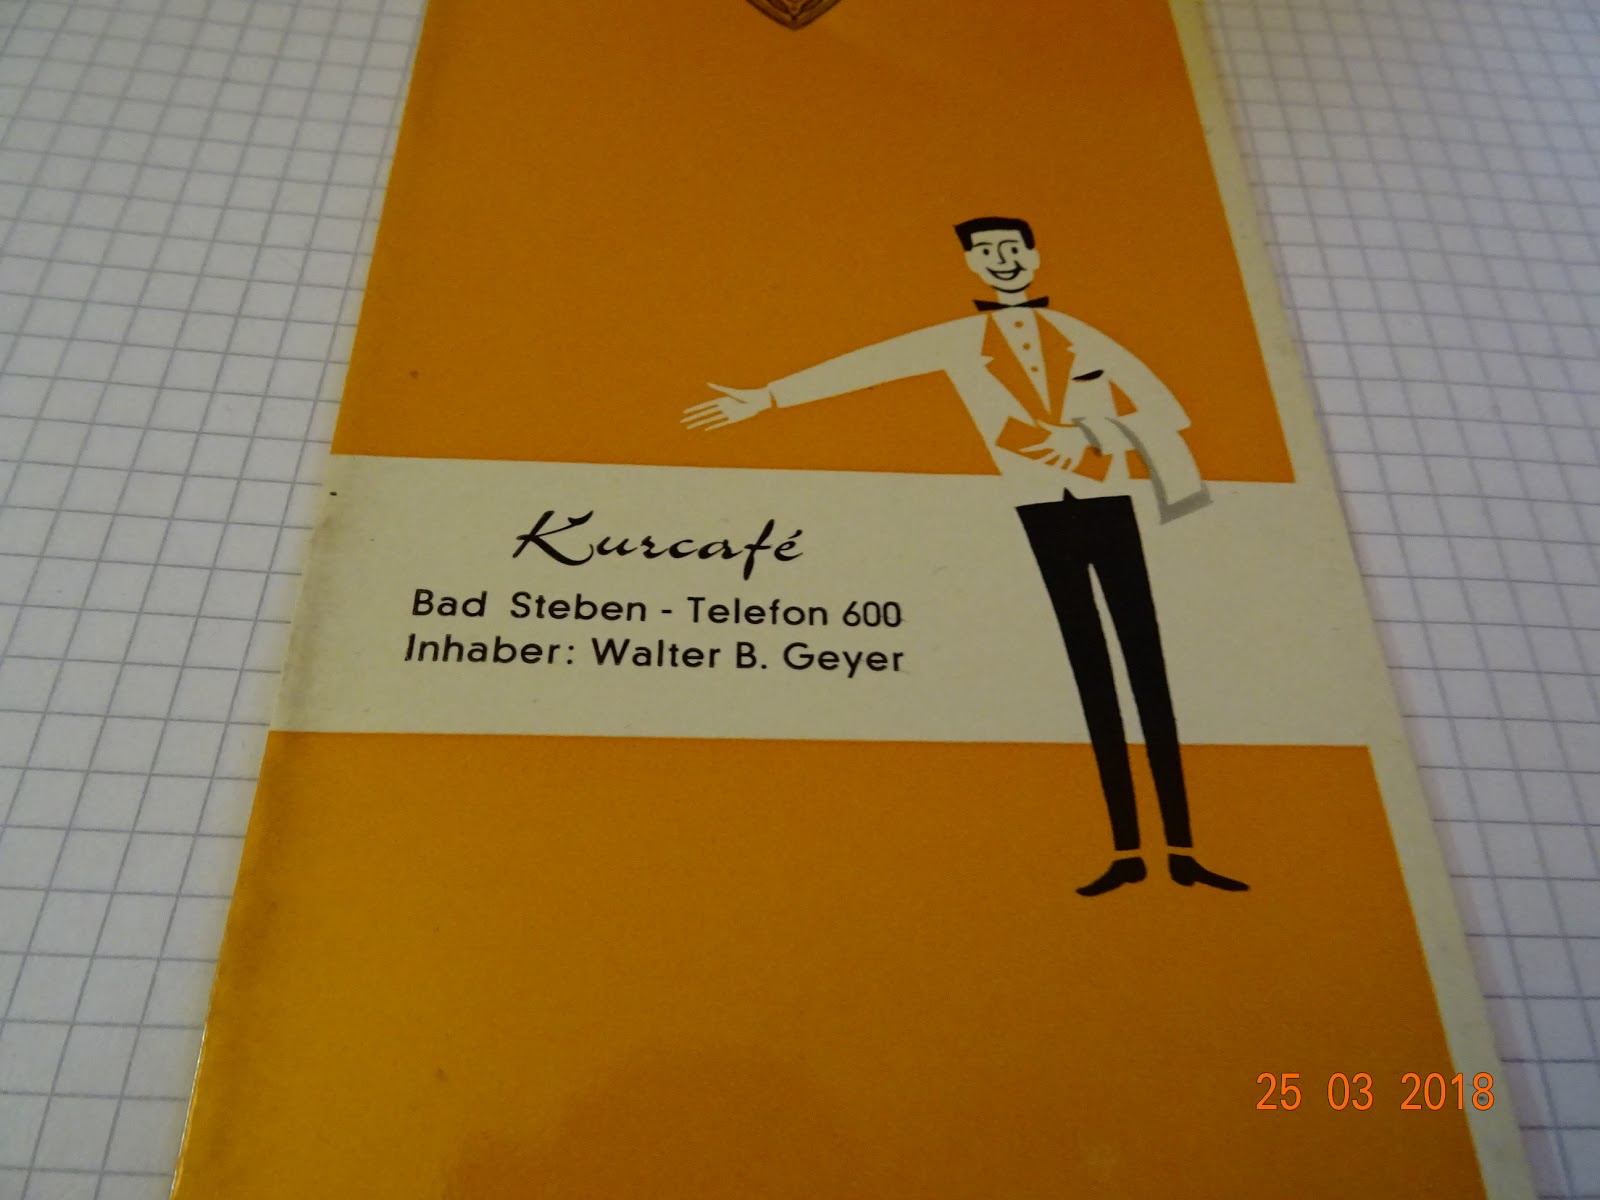 Kurcafé
Bad Steben - Telefon 600
Inhaber: Walter B. Geyer
25 03 2018